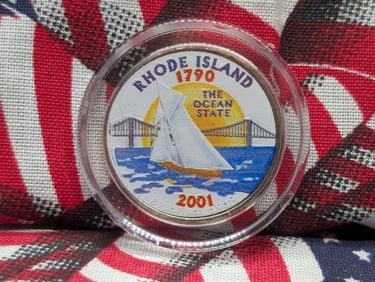 RHODE ISLAND
1790
THE
OCEAN
STATE
2001